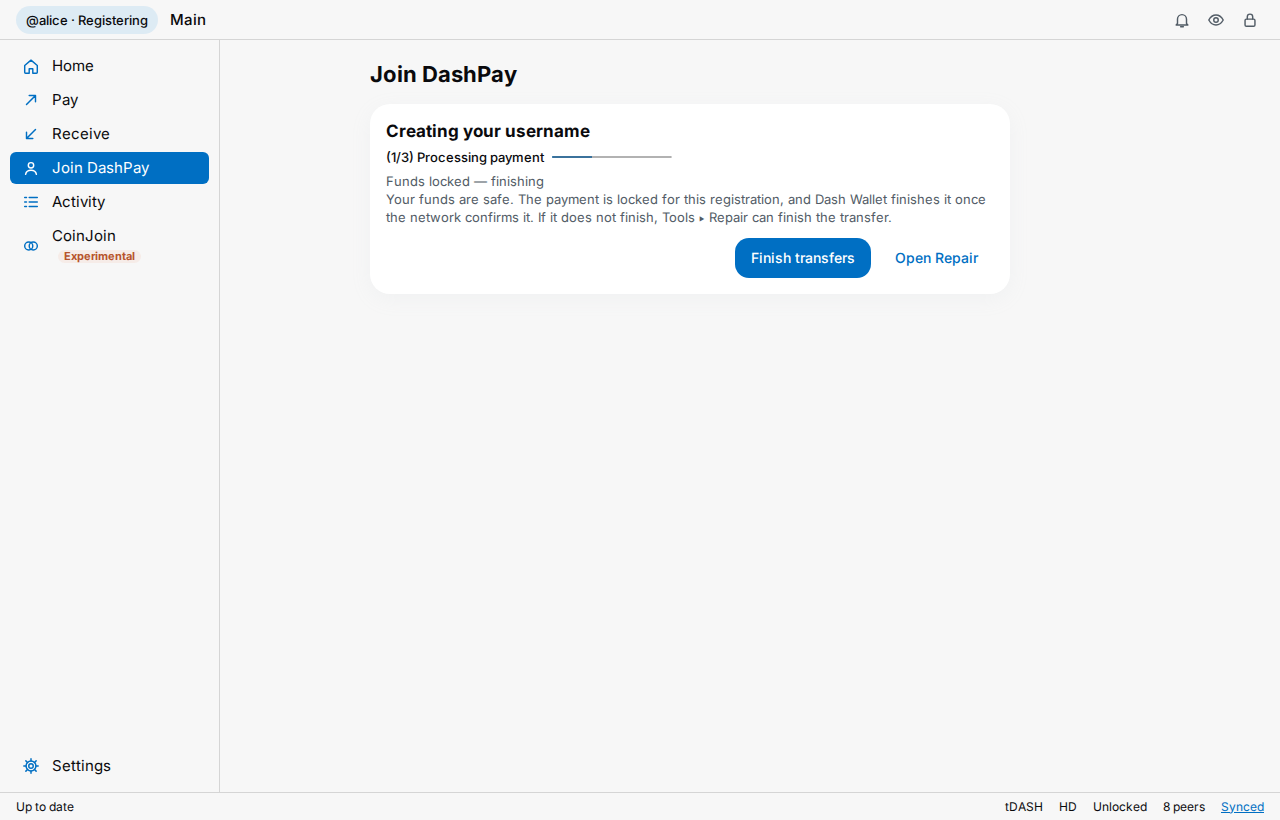 @alice · Registering
Main
Home
Pay
Receive
Join DashPay
Activity
CoinJoin
Experimental
Settings
Join DashPay
Creating your username
(1/3) Processing payment
Funds locked — finishing
Your funds are safe. The payment is locked for this registration, and Dash Wallet finishes it once
the network confirms it. If it does not finish, Tools ▸ Repair can finish the transfer.
Finish transfers
Open Repair
Up to date
tDASH
HD
Unlocked
8 peers
Synced